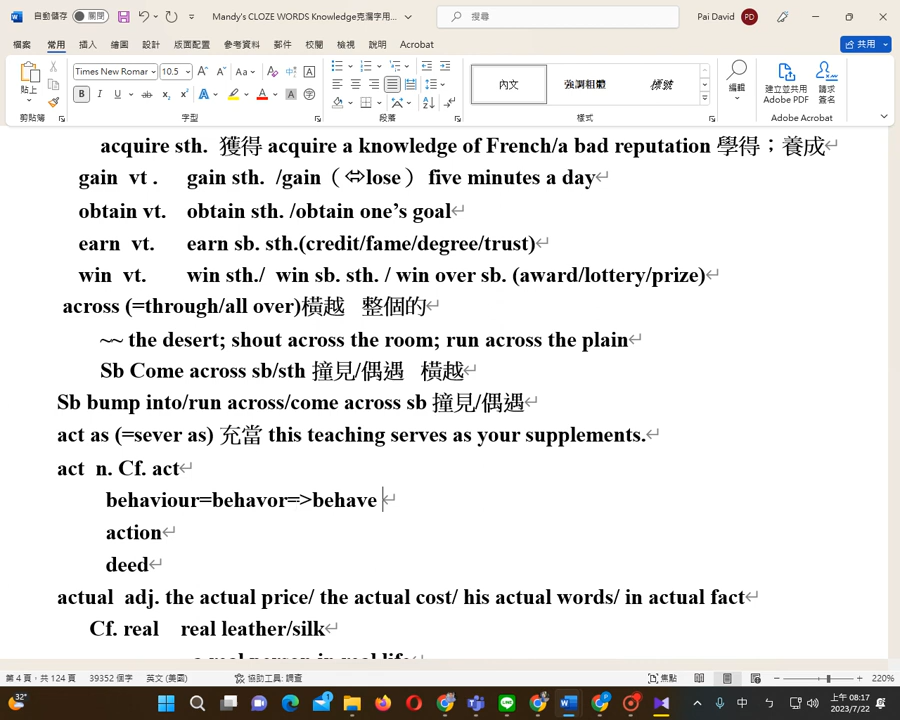 自動儲存 關閉 Mandy's CLOZE WORDS Knowledge克漏字用... 搜尋 Pai David PD
檔案 常用 插入 繪圖 設計 版面配置 參考資料 郵件 校閱 檢視 說明 Acrobat 共用
貼上 Times New Romar 10.5 內文 強調粗體 標號 編輯 建立並共用 Adobe PDF 請求簽名
剪貼簿 字型 段落 樣式 Adobe Acrobat
acquire sth. 獲得 acquire a knowledge of French/a bad reputation 學得；養成
gain vt . gain sth. /gain（⇔lose） five minutes a day
obtain vt. obtain sth. /obtain one’s goal
earn vt. earn sb. sth.(credit/fame/degree/trust)
win vt. win sth./ win sb. sth. / win over sb. (award/lottery/prize)
across (=through/all over)橫越 整個的
~~ the desert; shout across the room; run across the plain
Sb Come across sb/sth 撞見/偶遇 橫越
Sb bump into/run across/come across sb 撞見/偶遇
act as (=sever as) 充當 this teaching serves as your supplements.
act n. Cf. act
behaviour=behavor=>behave
action
deed
actual adj. the actual price/ the actual cost/ his actual words/ in actual fact
Cf. real real leather/silk
a real person in real life
第 4 頁，共 124 頁 39352 個字 英文 (美國) 協助工具: 調查 焦點 220%
32° 中 上午 08:17
2023/7/22